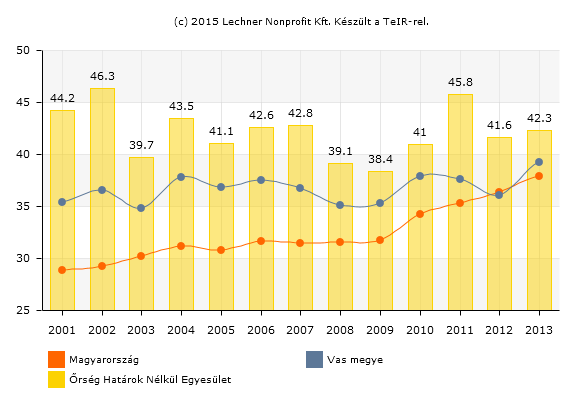 (c) 2015 Lechner Nonprofit Kft. Készült a TeIR-rel.
50
45
40
35
30
25
44.2 46.3 39.7 43.5 41.1 42.6 42.8 39.1 38.4 41 45.8 41.6 42.3
2001 2002 2003 2004 2005 2006 2007 2008 2009 2010 2011 2012 2013
Magyarország Vas megye
Őrség Határok Nélkül Egyesület